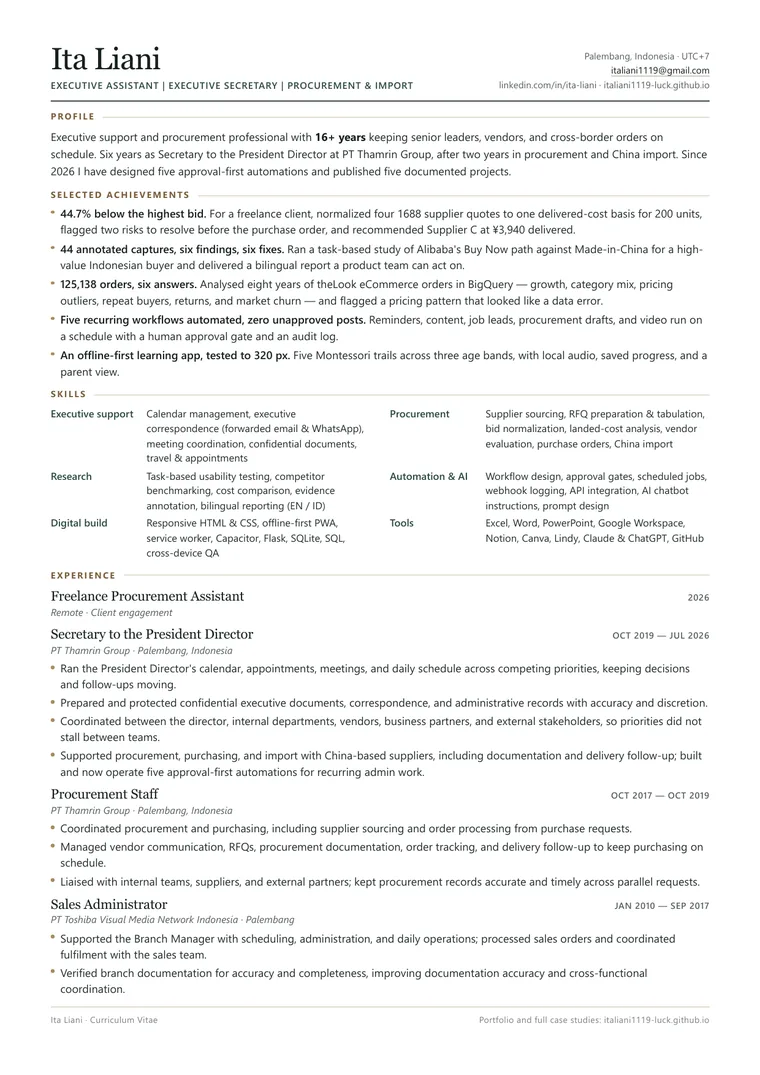 Ita Liani
EXECUTIVE ASSISTANT | EXECUTIVE SECRETARY | PROCUREMENT & IMPORT
Palembang, Indonesia · UTC+7
italiani1119@gmail.com
linkedin.com/in/ita-liani · italiani1119-luck.github.io
PROFILE
Executive support and procurement professional with 16+ years keeping senior leaders, vendors, and cross-border orders on
schedule. Six years as Secretary to the President Director at PT Thamrin Group, after two years in procurement and China import. Since
2026 I have designed five approval-first automations and published five documented projects.
SELECTED ACHIEVEMENTS
44.7% below the highest bid. For a freelance client, normalized four 1688 supplier quotes to one delivered-cost basis for 200 units,
flagged two risks to resolve before the purchase order, and recommended Supplier C at ¥3,940 delivered.
44 annotated captures, six findings, six fixes. Ran a task-based study of Alibaba's Buy Now path against Made-in-China for a high-
value Indonesian buyer and delivered a bilingual report a product team can act on.
125,138 orders, six answers. Analysed eight years of theLook eCommerce orders in BigQuery — growth, category mix, pricing
outliers, repeat buyers, returns, and market churn — and flagged a pricing pattern that looked like a data error.
Five recurring workflows automated, zero unapproved posts. Reminders, content, job leads, procurement drafts, and video run on
a schedule with a human approval gate and an audit log.
An offline-first learning app, tested to 320 px. Five Montessori trails across three age bands, with local audio, saved progress, and a
parent view.
SKILLS
Executive support
Calendar management, executive
correspondence (forwarded email & WhatsApp),
meeting coordination, confidential documents,
travel & appointments
Procurement
Supplier sourcing, RFQ preparation & tabulation,
bid normalization, landed-cost analysis, vendor
evaluation, purchase orders, China import
Research
Task-based usability testing, competitor
benchmarking, cost comparison, evidence
annotation, bilingual reporting (EN / ID)
Automation & AI
Workflow design, approval gates, scheduled jobs,
webhook logging, API integration, AI chatbot
instructions, prompt design
Digital build
Responsive HTML & CSS, offline-first PWA,
service worker, Capacitor, Flask, SQLite, SQL,
cross-device QA
Tools
Excel, Word, PowerPoint, Google Workspace,
Notion, Canva, Lindy, Claude & ChatGPT, GitHub
EXPERIENCE
Freelance Procurement Assistant
2026
Remote · Client engagement
Secretary to the President Director
OCT 2019 — JUL 2026
PT Thamrin Group · Palembang, Indonesia
Ran the President Director's calendar, appointments, meetings, and daily schedule across competing priorities, keeping decisions
and follow-ups moving.
Prepared and protected confidential executive documents, correspondence, and administrative records with accuracy and discretion.
Coordinated between the director, internal departments, vendors, business partners, and external stakeholders, so priorities did not
stall between teams.
Supported procurement, purchasing, and import with China-based suppliers, including documentation and delivery follow-up; built
and now operate five approval-first automations for recurring admin work.
Procurement Staff
OCT 2017 — OCT 2019
PT Thamrin Group · Palembang, Indonesia
Coordinated procurement and purchasing, including supplier sourcing and order processing from purchase requests.
Managed vendor communication, RFQs, procurement documentation, order tracking, and delivery follow-up to keep purchasing on
schedule.
Liaised with internal teams, suppliers, and external partners; kept procurement records accurate and timely across parallel requests.
Sales Administrator
JAN 2010 — SEP 2017
PT Toshiba Visual Media Network Indonesia · Palembang
Supported the Branch Manager with scheduling, administration, and daily operations; processed sales orders and coordinated
fulfilment with the sales team.
Verified branch documentation for accuracy and completeness, improving documentation accuracy and cross-functional
coordination.
Ita Liani · Curriculum Vitae
Portfolio and full case studies: italiani1119-luck.github.io